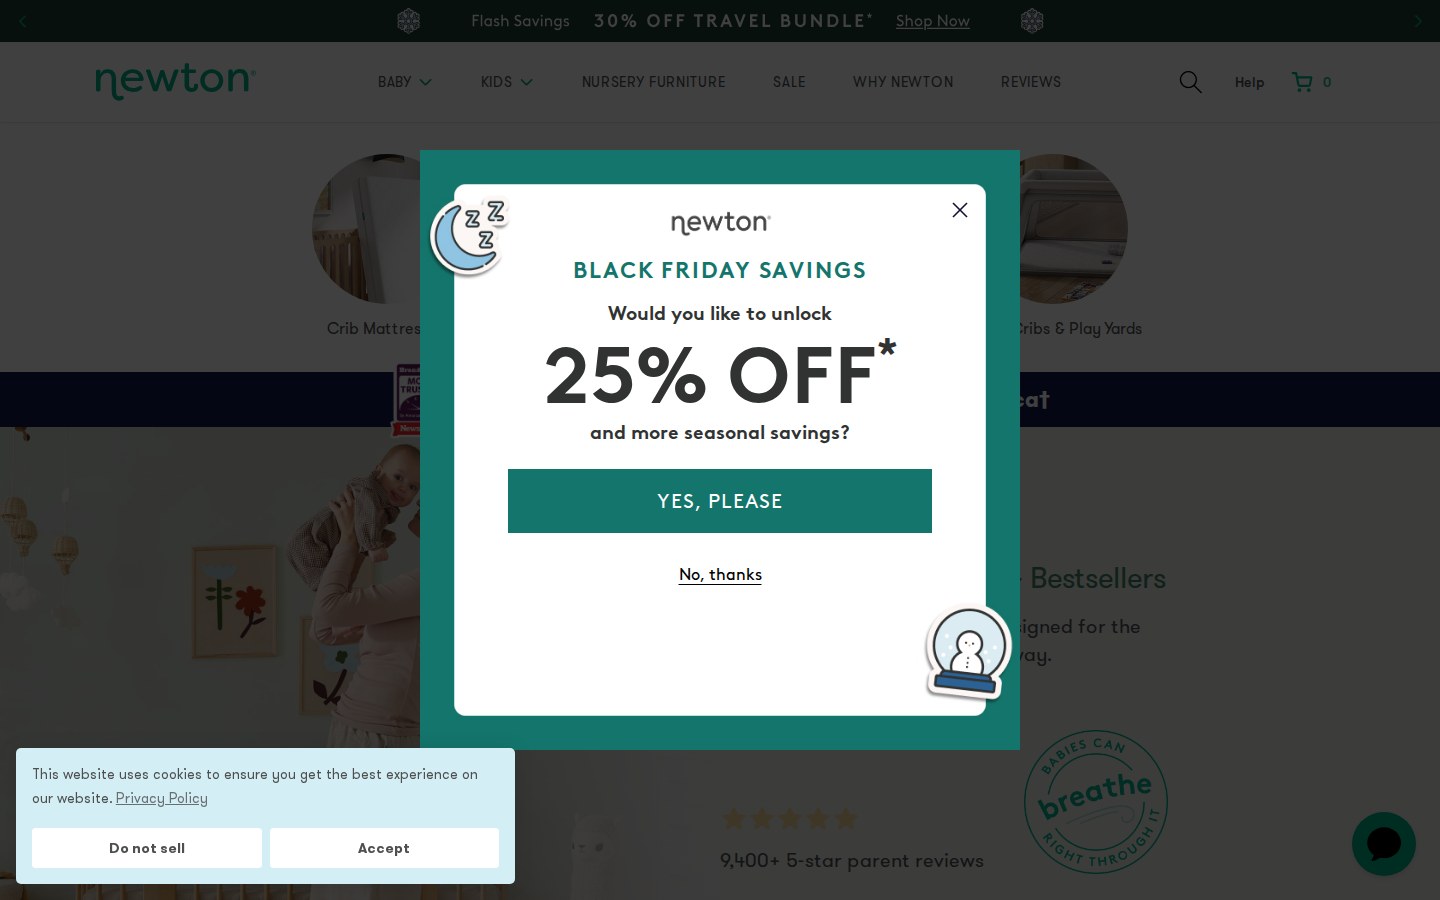 Flash Savings 30% OFF TRAVEL BUNDLE* Shop Now
newton
BABY KIDS NURSERY FURNITURE SALE WHY NEWTON REVIEWS Help 0
newton
BLACK FRIDAY SAVINGS
Would you like to unlock
25% OFF*
and more seasonal savings?
YES, PLEASE
No, thanks
Z Z Z
Crib Mattres
Cribs & Play Yards
cat
Bestsellers
igned for the
way.
BABIES CAN
breathe
RIGHT THROUGH IT
9,400+ 5-star parent reviews
This website uses cookies to ensure you get the best experience on
our website. Privacy Policy
Do not sell Accept